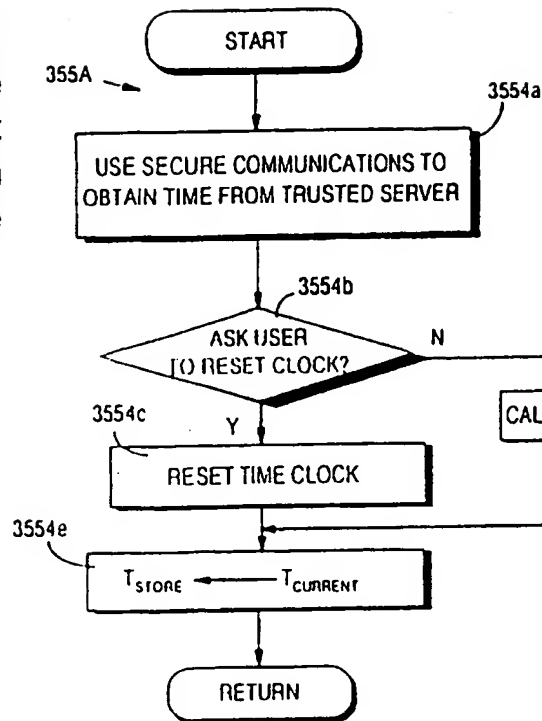 START
355A
3554a
USE SECURE COMMUNICATIONS TO
OBTAIN TIME FROM TRUSTED SERVER
3554b
ASK USER
TO RESET CLOCK?
N
Y
CAL
3554c
RESET TIME CLOCK
3554e
TSTORE ← TCURRENT
RETURN